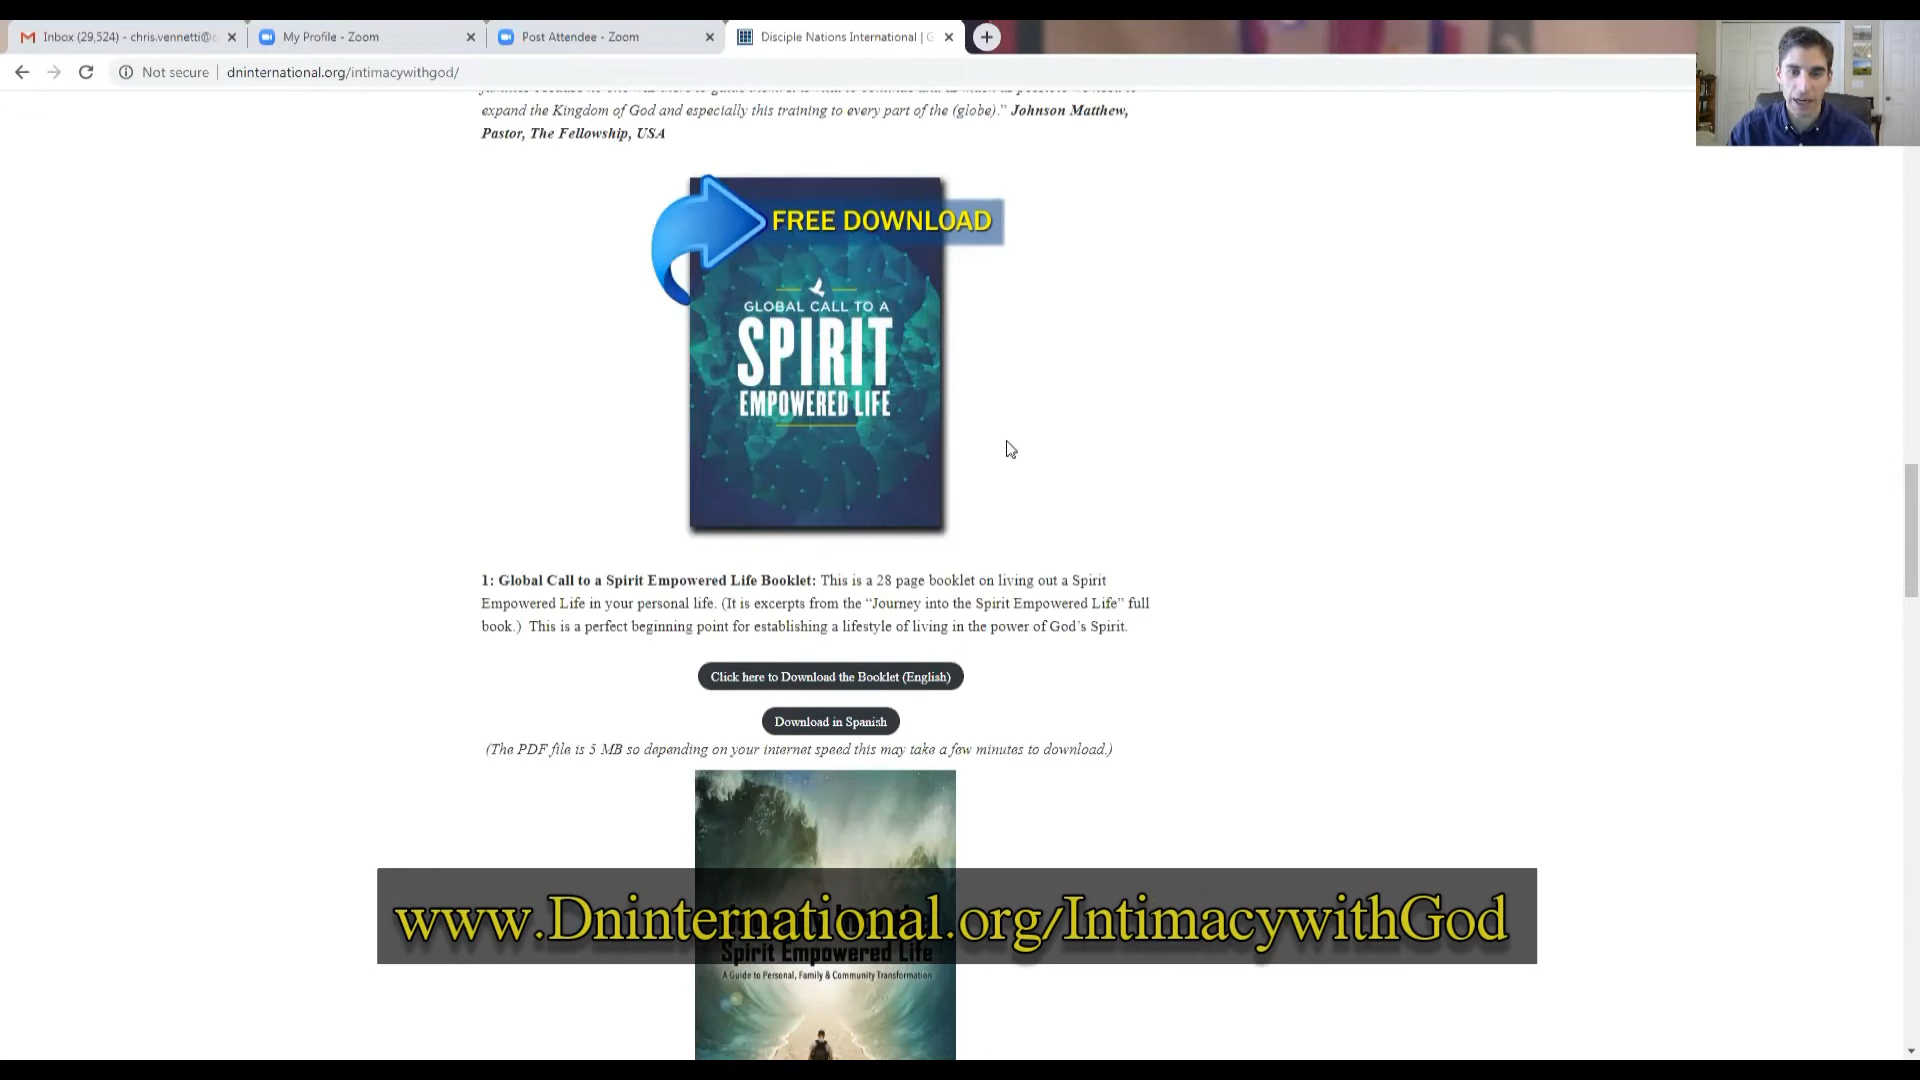 Inbox (29,524) - chris.vennetti@
My Profile - Zoom
Post Attendee - Zoom
Disciple Nations International |
Not secure
dninternational.org/intimacywithgod/
expand the Kingdom of God and especially this training to every part of the (globe)." Johnson Matthew,
Pastor, The Fellowship, USA
FREE DOWNLOAD
GLOBAL CALL TO A
SPIRIT
EMPOWERED LIFE
1: Global Call to a Spirit Empowered Life Booklet: This is a 28 page booklet on living out a Spirit
Empowered Life in your personal life. (It is excerpts from the “Journey into the Spirit Empowered Life” full
book.) This is a perfect beginning point for establishing a lifestyle of living in the power of God’s Spirit.
Click here to Download the Booklet (English)
Download in Spanish
(The PDF file is 5 MB so depending on your internet speed this may take a few minutes to download.)
www.Dninternational.org/IntimacywithGod
Spirit Empowered Life
A Guide to Personal, Family & Community Transformation